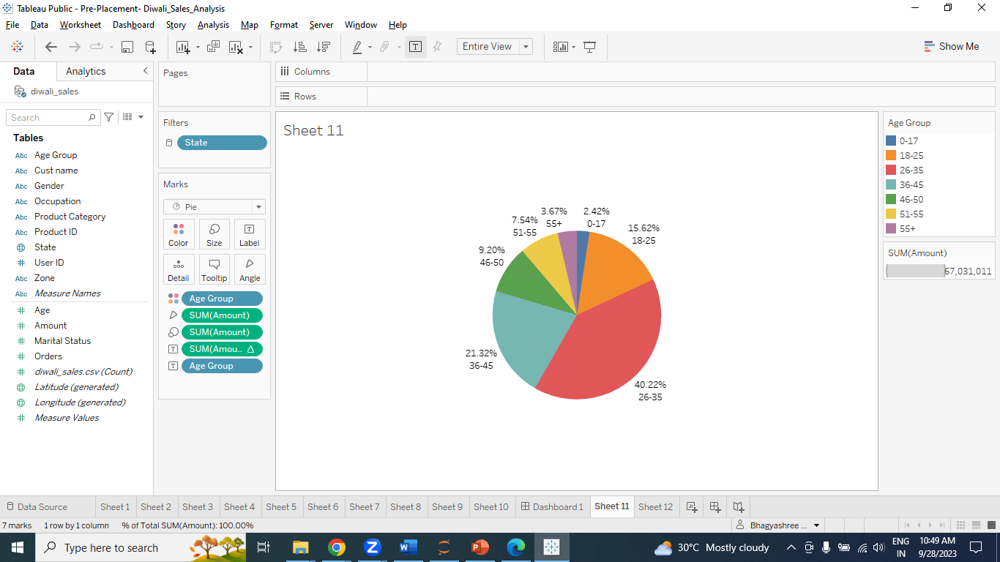 Tableau Public - Pre-Placement- Diwali_Sales_Analysis
File Data Worksheet Dashboard Story Analysis Map Format Server Window Help
Entire View
Show Me
Data Analytics
diwali_sales
Search
Tables
Abc Age Group
Abc Cust name
Abc Gender
Abc Occupation
Abc Product Category
Abc Product ID
State
User ID
Abc Zone
Abc Measure Names
Age
Amount
Marital Status
Orders
diwali_sales.csv (Count)
Latitude (generated)
Longitude (generated)
Measure Values
Pages
Filters
State
Marks
Pie
Color Size Label
Detail Tooltip Angle
Age Group
SUM(Amount)
SUM(Amount)
SUM(Amou.. Δ
Age Group
Columns
Rows
Sheet 11
3.67%
55+
2.42%
0-17
7.54%
51-55
15.62%
18-25
9.20%
46-50
21.32%
36-45
40.22%
26-35
Age Group
0-17
18-25
26-35
36-45
46-50
51-55
55+
SUM(Amount)
67,031,011
Data Source Sheet 1 Sheet 2 Sheet 3 Sheet 4 Sheet 5 Sheet 6 Sheet 7 Sheet 8 Sheet 9 Sheet 10 Dashboard 1 Sheet 11 Sheet 12
7 marks 1 row by 1 column % of Total SUM(Amount): 100.00%
Bhagyashree ...
Type here to search
30°C Mostly cloudy
ENG
IN
10:49 AM
9/28/2023